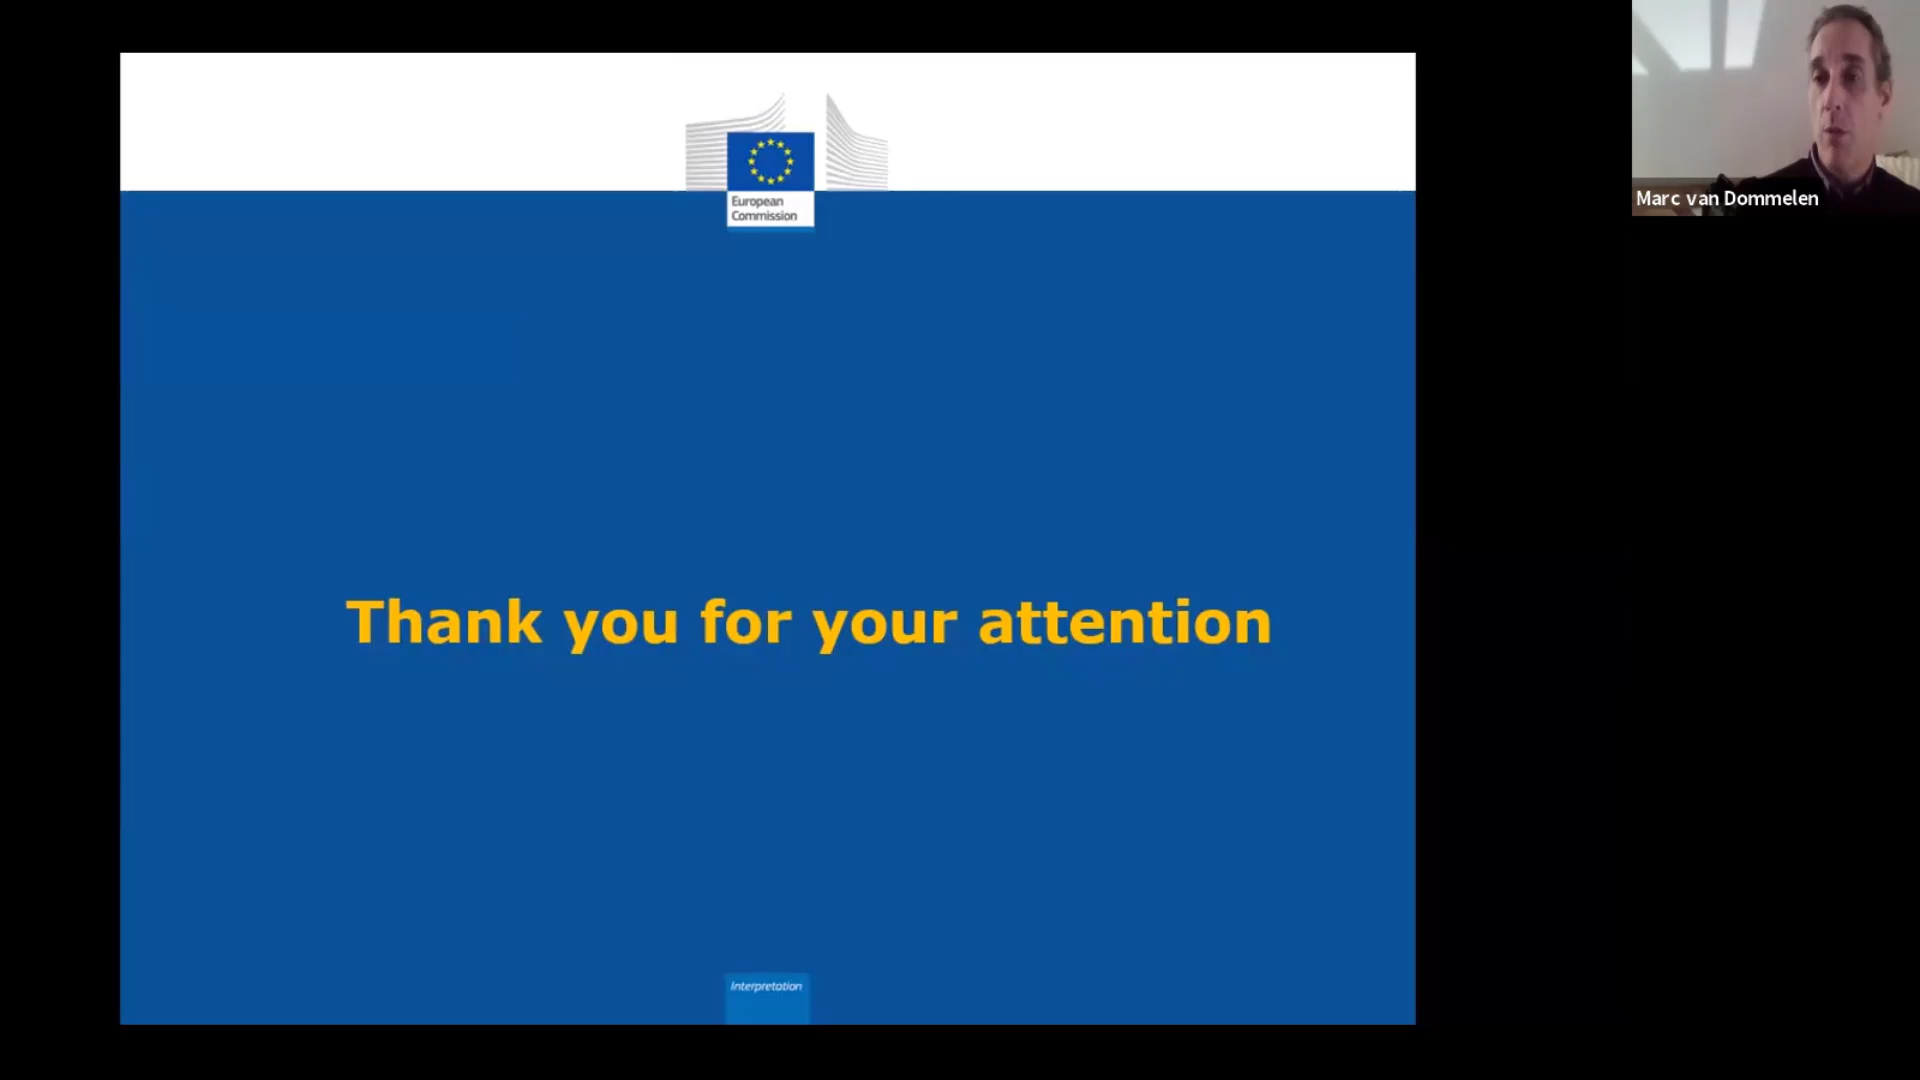 European
Commission
Thank you for your attention
Interpretation
Marc van Dommelen